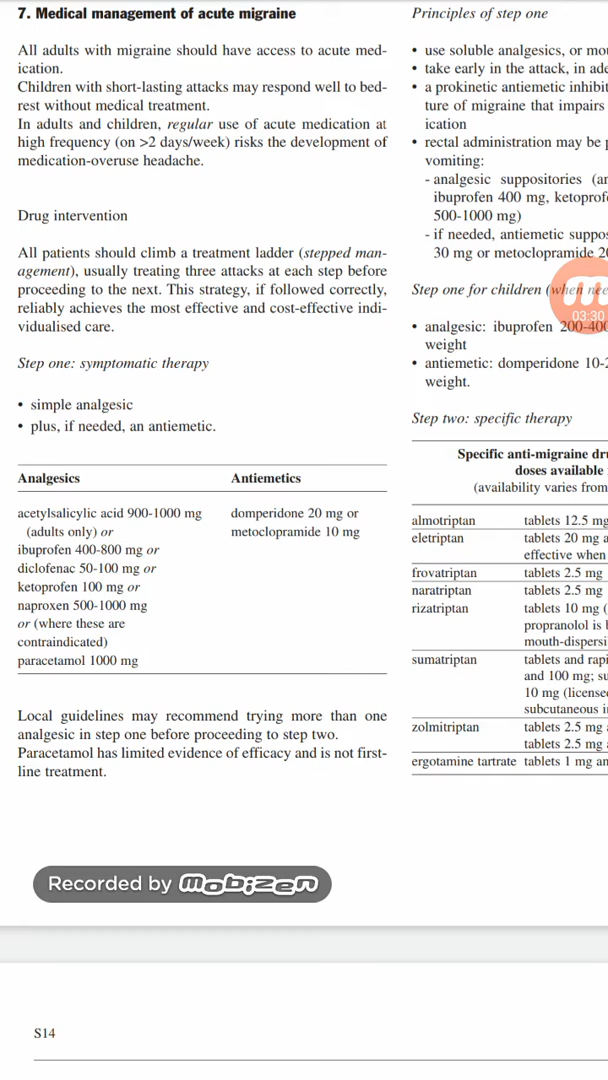 7. Medical management of acute migraine
All adults with migraine should have access to acute med-
ication.
Children with short-lasting attacks may respond well to bed-
rest without medical treatment.
In adults and children, regular use of acute medication at
high frequency (on >2 days/week) risks the development of
medication-overuse headache.
Drug intervention
All patients should climb a treatment ladder (stepped man-
agement), usually treating three attacks at each step before
proceeding to the next. This strategy, if followed correctly,
reliably achieves the most effective and cost-effective indi-
vidualised care.
Step one: symptomatic therapy
• simple analgesic
• plus, if needed, an antiemetic.
Analgesics Antiemetics
acetylsalicylic acid 900-1000 mg domperidone 20 mg or
(adults only) or metoclopramide 10 mg
ibuprofen 400-800 mg or
diclofenac 50-100 mg or
ketoprofen 100 mg or
naproxen 500-1000 mg
or (where these are
contraindicated)
paracetamol 1000 mg
Local guidelines may recommend trying more than one
analgesic in step one before proceeding to step two.
Paracetamol has limited evidence of efficacy and is not first-
line treatment.
Principles of step one
• use soluble analgesics, or mou
• take early in the attack, in ade
• a prokinetic antiemetic inhibit
ture of migraine that impairs
ication
• rectal administration may be p
vomiting:
- analgesic suppositories (an
ibuprofen 400 mg, ketoprofe
500-1000 mg)
- if needed, antiemetic suppos
30 mg or metoclopramide 20
Step one for children (when nee
03:30
• analgesic: ibuprofen 200-400
weight
• antiemetic: domperidone 10-2
weight.
Step two: specific therapy
Specific anti-migraine dru
doses available
(availability varies from
almotriptan tablets 12.5 mg
eletriptan tablets 20 mg a
effective when
frovatriptan tablets 2.5 mg
naratriptan tablets 2.5 mg
rizatriptan tablets 10 mg (
propranolol is b
mouth-dispersi
sumatriptan tablets and rapi
and 100 mg; su
10 mg (license
subcutaneous i
zolmitriptan tablets 2.5 mg a
tablets 2.5 mg a
ergotamine tartrate tablets 1 mg an
Recorded by mobizen
S14